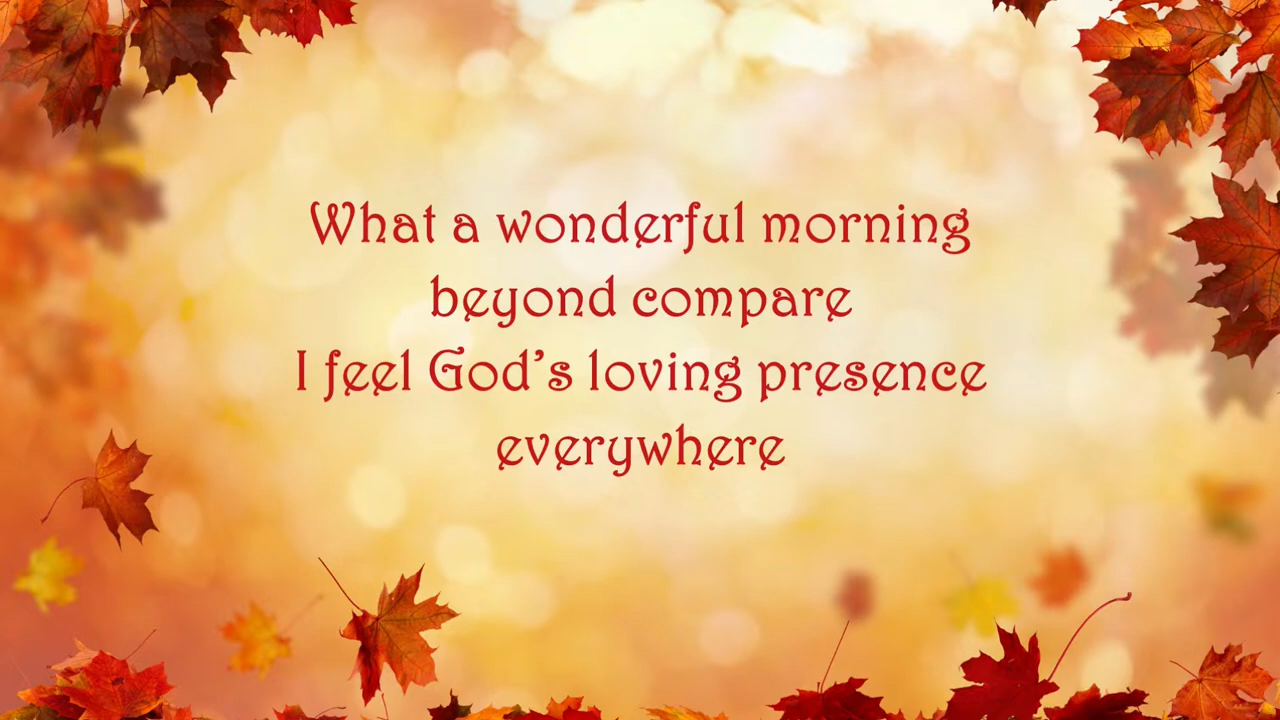 What a wonderful morning
beyond compare
I feel God’s loving presence
everywhere